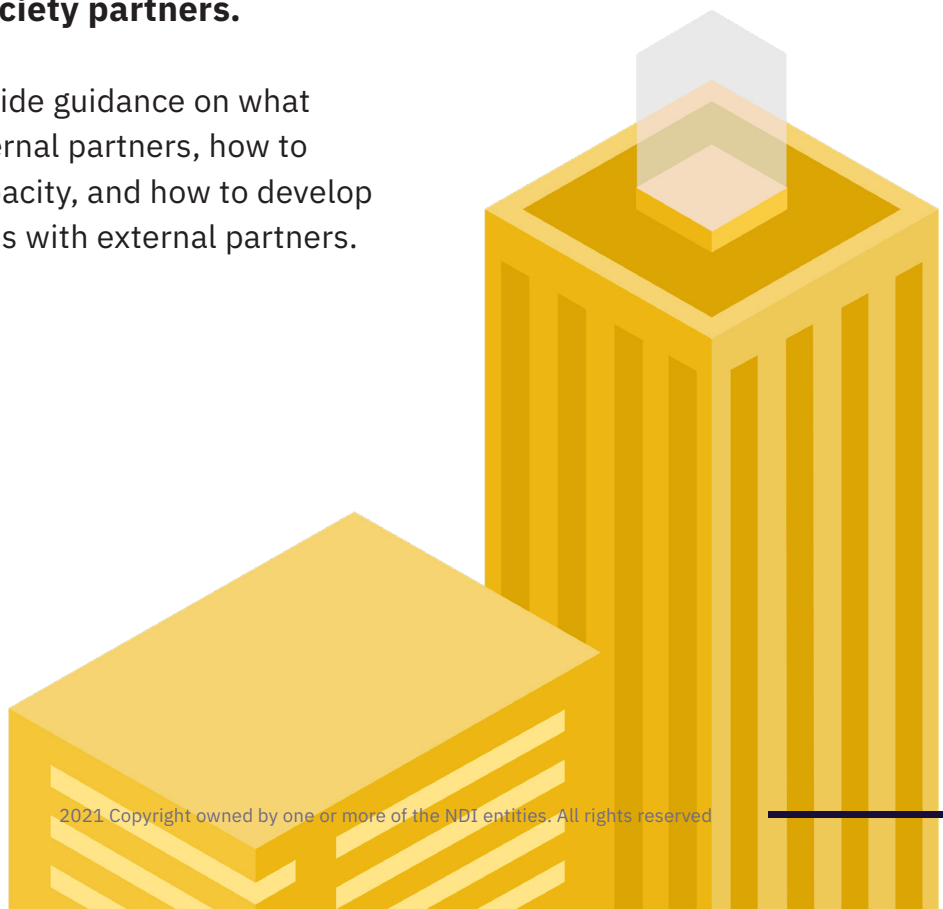 ciety partners.
ide guidance on what
ernal partners, how to
acity, and how to develop
s with external partners.
2021 Copyright owned by one or more of the NDI entities. All rights reserved